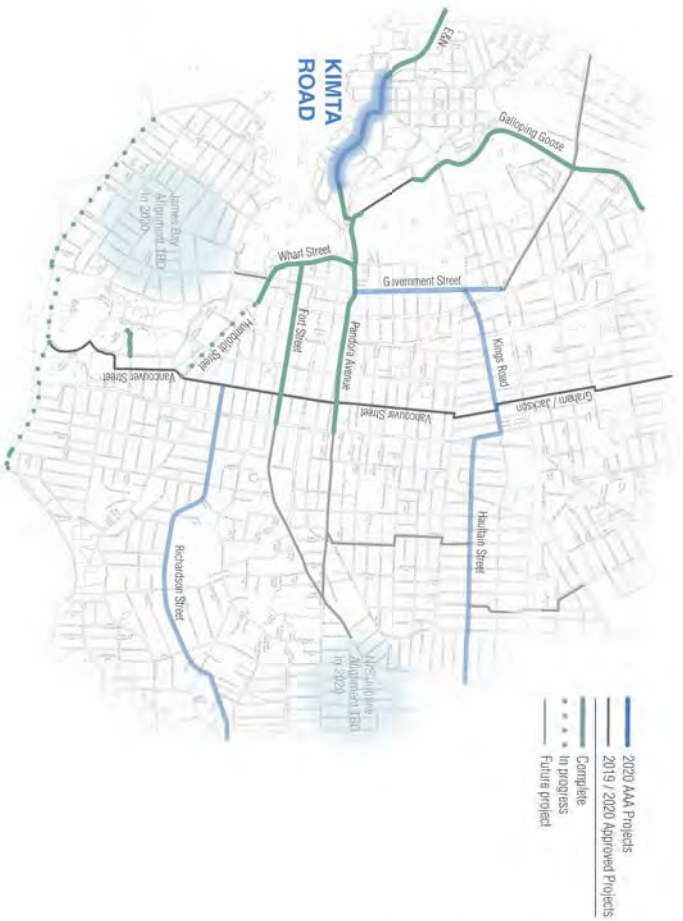 E&N
KIMTA
ROAD
Galloping Goose
James Bay
Alignment TBD
in 2020
Wharf Street
Government Street
Humboldt Street
Fort Street
Pandora Avenue
Kings Road
Graham / Jackson
Vancouver Street
Vancouver Street
Haultain Street
Richardson Street
Alignment TBD
in 2020
2020 AAA Projects
2019 / 2020 Approved Projects
Complete
In progress
Future project